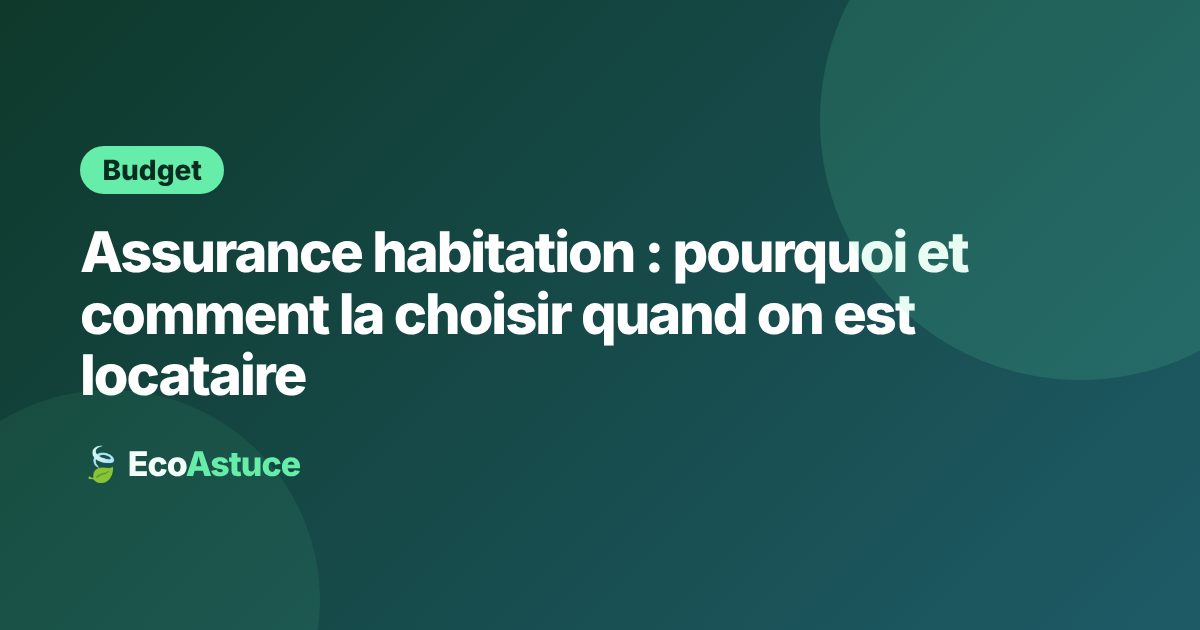 Budget
Assurance habitation : pourquoi et
comment la choisir quand on est
locataire
EcoAstuce